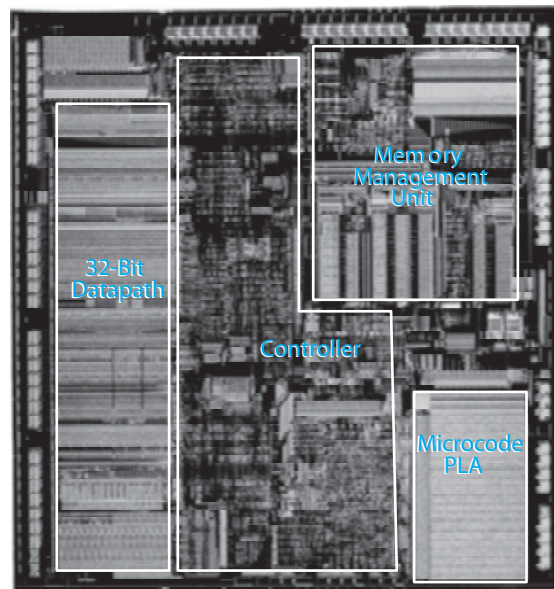 Memory
Management
Unit
32-Bit
Datapath
Controller
Microcode
PLA